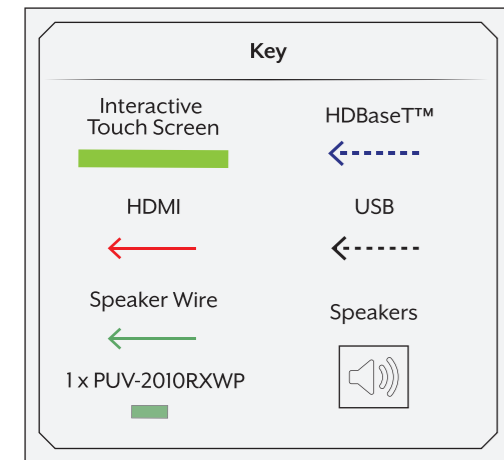 Key
Interactive
Touch Screen
HDBaseT™
HDMI
USB
Speaker Wire
Speakers
1 x PUV-2010RXWP